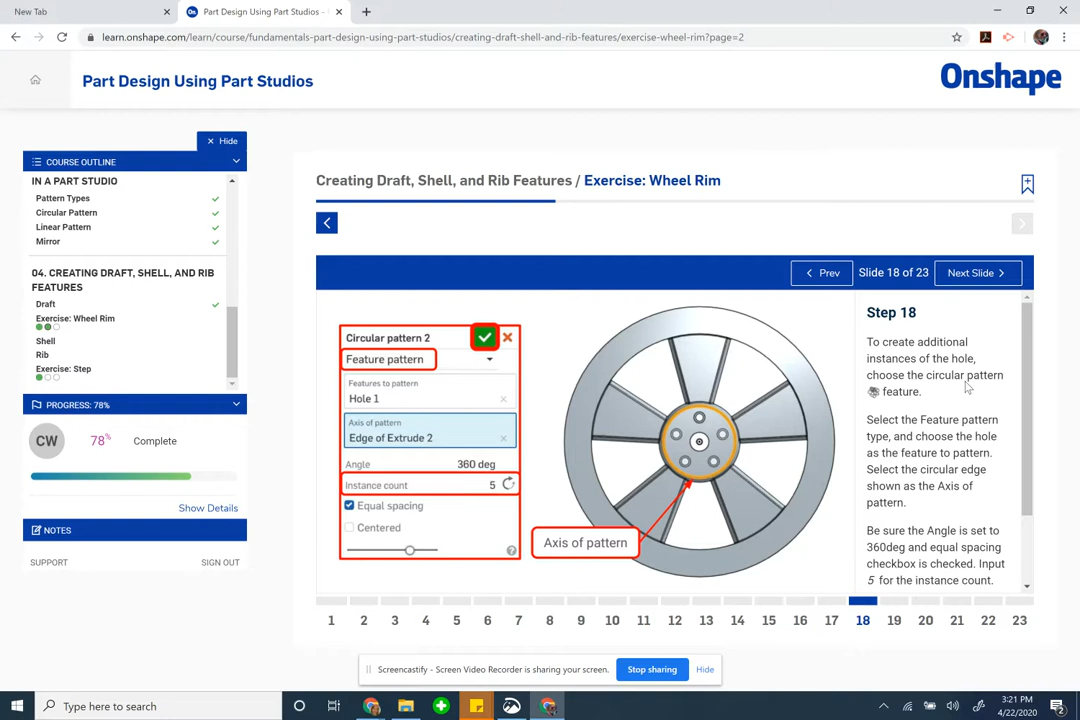 New Tab
On Part Design Using Part Studios -
learn.onshape.com/learn/course/fundamentals-part-design-using-part-studios/creating-draft-shell-and-rib-features/exercise-wheel-rim?page=2
Part Design Using Part Studios
Onshape
Hide
COURSE OUTLINE
IN A PART STUDIO
Pattern Types
Circular Pattern
Linear Pattern
Mirror
04. CREATING DRAFT, SHELL, AND RIB
FEATURES
Draft
Exercise: Wheel Rim
Shell
Rib
Exercise: Step
PROGRESS: 78%
CW
78%
Complete
Show Details
NOTES
SUPPORT
SIGN OUT
Creating Draft, Shell, and Rib Features / Exercise: Wheel Rim
Prev
Slide 18 of 23
Next Slide
Circular pattern 2
Feature pattern
Features to pattern
Hole 1
Axis of pattern
Edge of Extrude 2
Angle 360 deg
Instance count 5
Equal spacing
Centered
Axis of pattern
Step 18
To create additional
instances of the hole,
choose the circular pattern
feature.
Select the Feature pattern
type, and choose the hole
as the feature to pattern.
Select the circular edge
shown as the Axis of
pattern.
Be sure the Angle is set to
360deg and equal spacing
checkbox is checked. Input
5 for the instance count.
1 2 3 4 5 6 7 8 9 10 11 12 13 14 15 16 17 18 19 20 21 22 23
Screencastify - Screen Video Recorder is sharing your screen.
Stop sharing
Hide
Type here to search
3:21 PM
4/22/2020
2